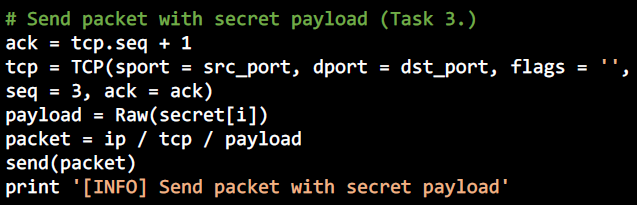 # Send packet with secret payload (Task 3.)
ack = tcp.seq + 1
tcp = TCP(sport = src_port, dport = dst_port, flags = '',
seq = 3, ack = ack)
payload = Raw(secret[i])
packet = ip / tcp / payload
send(packet)
print '[INFO] Send packet with secret payload'